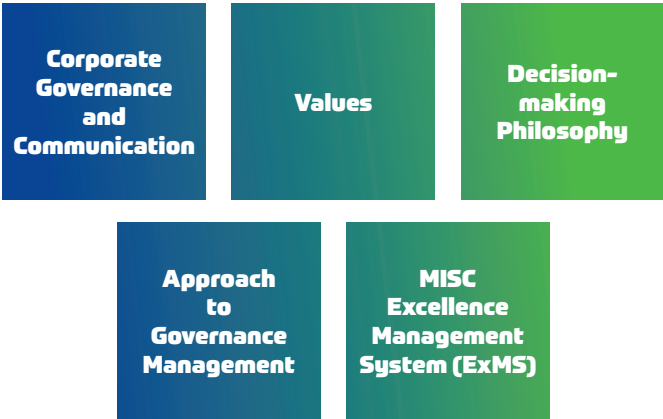 Corporate
Governance
and
Communication
Values
Decision-
making
Philosophy
Approach
to
Governance
Management
MISC
Excellence
Management
System (ExMS)